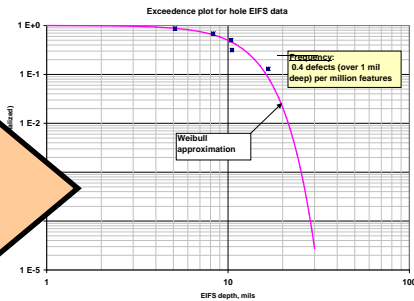 Exceedence plot for hole EIFS data
1 E+0
Frequency:
0.4 defects (over 1 mil
deep) per million features
1 E-1
1 E-2
Weibull
approximation
1 E-5
1
10
100
EIFS depth, mils